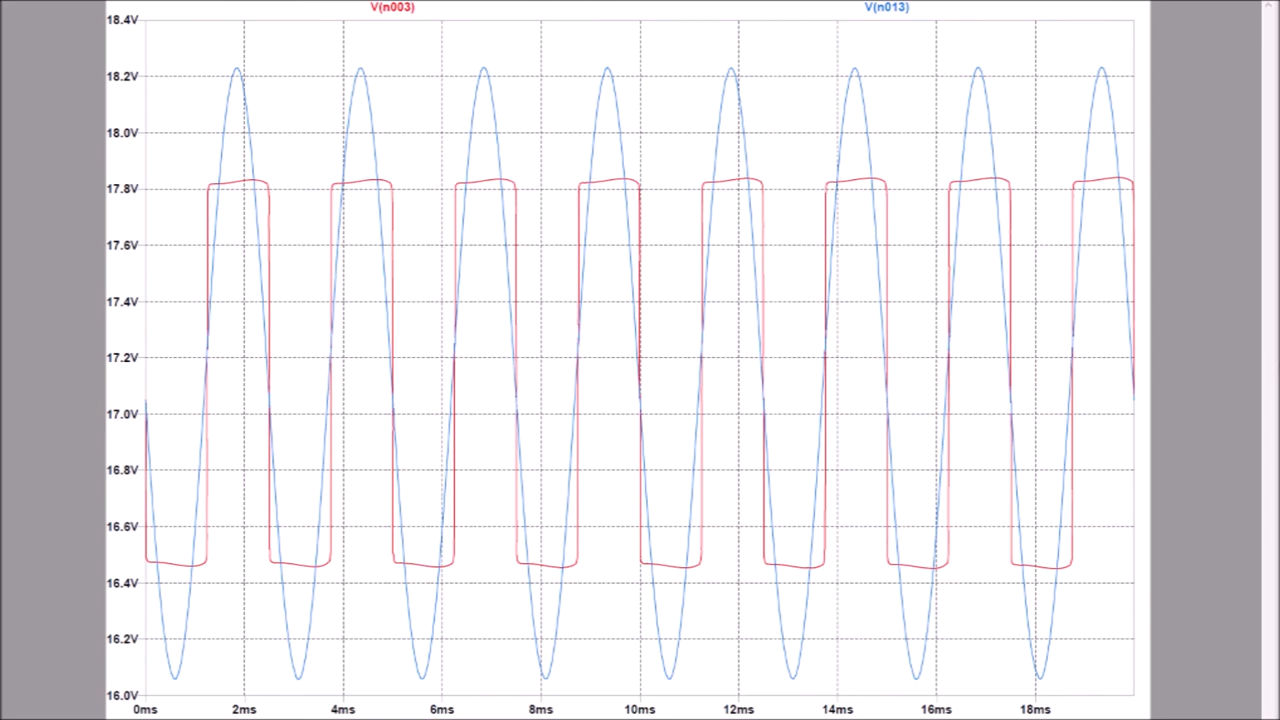 V(n003) V(n013)
18.4V
18.2V
18.0V
17.8V
17.6V
17.4V
17.2V
17.0V
16.8V
16.6V
16.4V
16.2V
16.0V
0ms 2ms 4ms 6ms 8ms 10ms 12ms 14ms 16ms 18ms